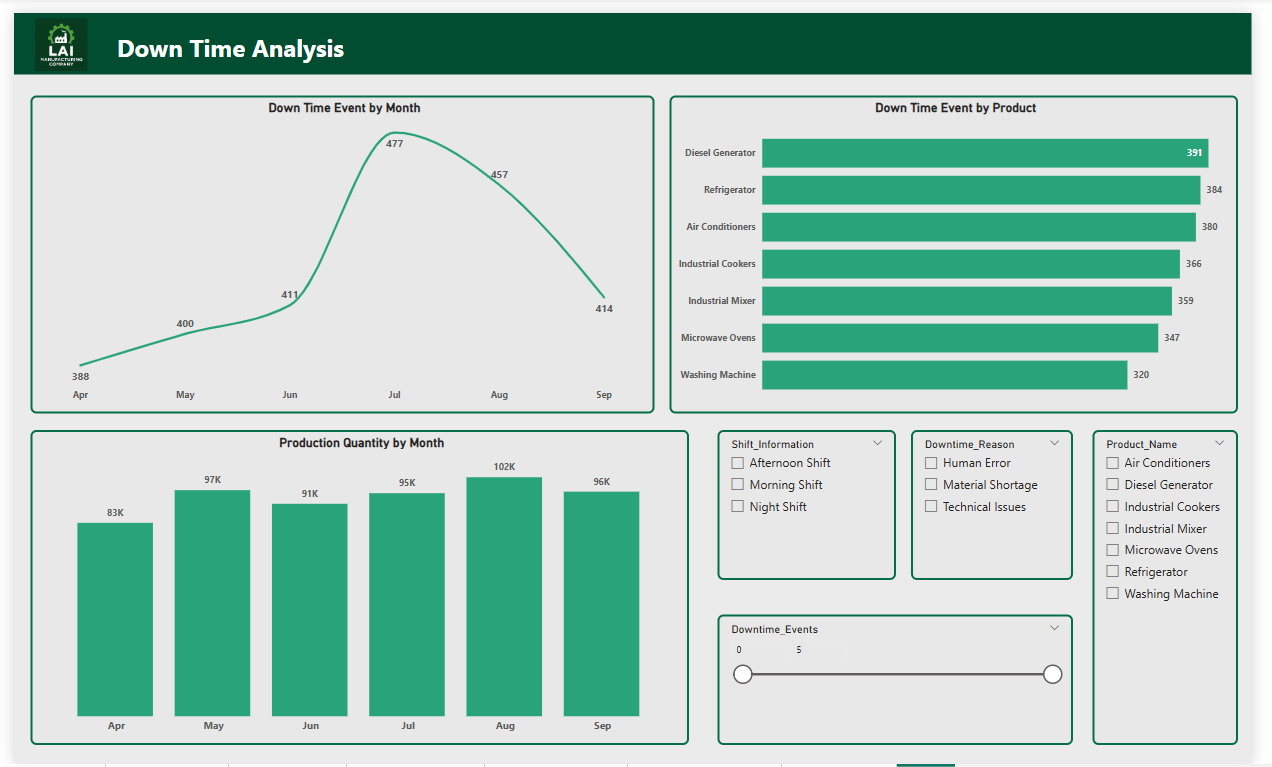 LAI
MANUFACTURING
COMPANY
Down Time Analysis
Down Time Event by Month
477
457
411
414
400
388
Apr May Jun Jul Aug Sep
Down Time Event by Product
Diesel Generator 391
Refrigerator 384
Air Conditioners 380
Industrial Cookers 366
Industrial Mixer 359
Microwave Ovens 347
Washing Machine 320
Production Quantity by Month
83K 97K 91K 95K 102K 96K
Apr May Jun Jul Aug Sep
Shift_Information
Afternoon Shift
Morning Shift
Night Shift
Downtime_Reason
Human Error
Material Shortage
Technical Issues
Product_Name
Air Conditioners
Diesel Generator
Industrial Cookers
Industrial Mixer
Microwave Ovens
Refrigerator
Washing Machine
Downtime_Events
0 5